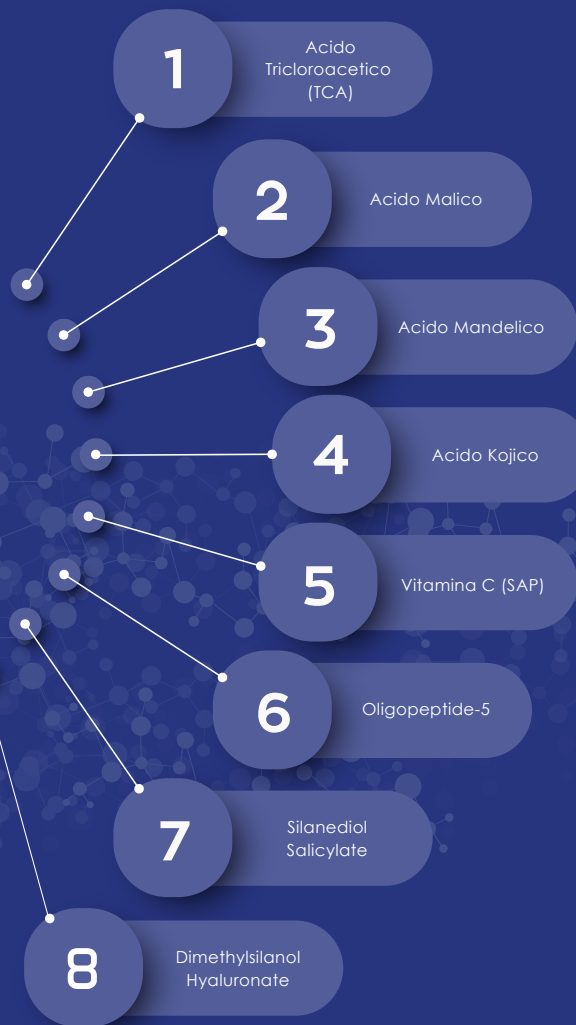 1
Acido
Tricloroacetico
(TCA)
2
Acido Malico
3
Acido Mandelico
4
Acido Kojico
5
Vitamina C (SAP)
6
Oligopeptide-5
7
Silanediol
Salicylate
8
Dimethylsilanol
Hyaluronate